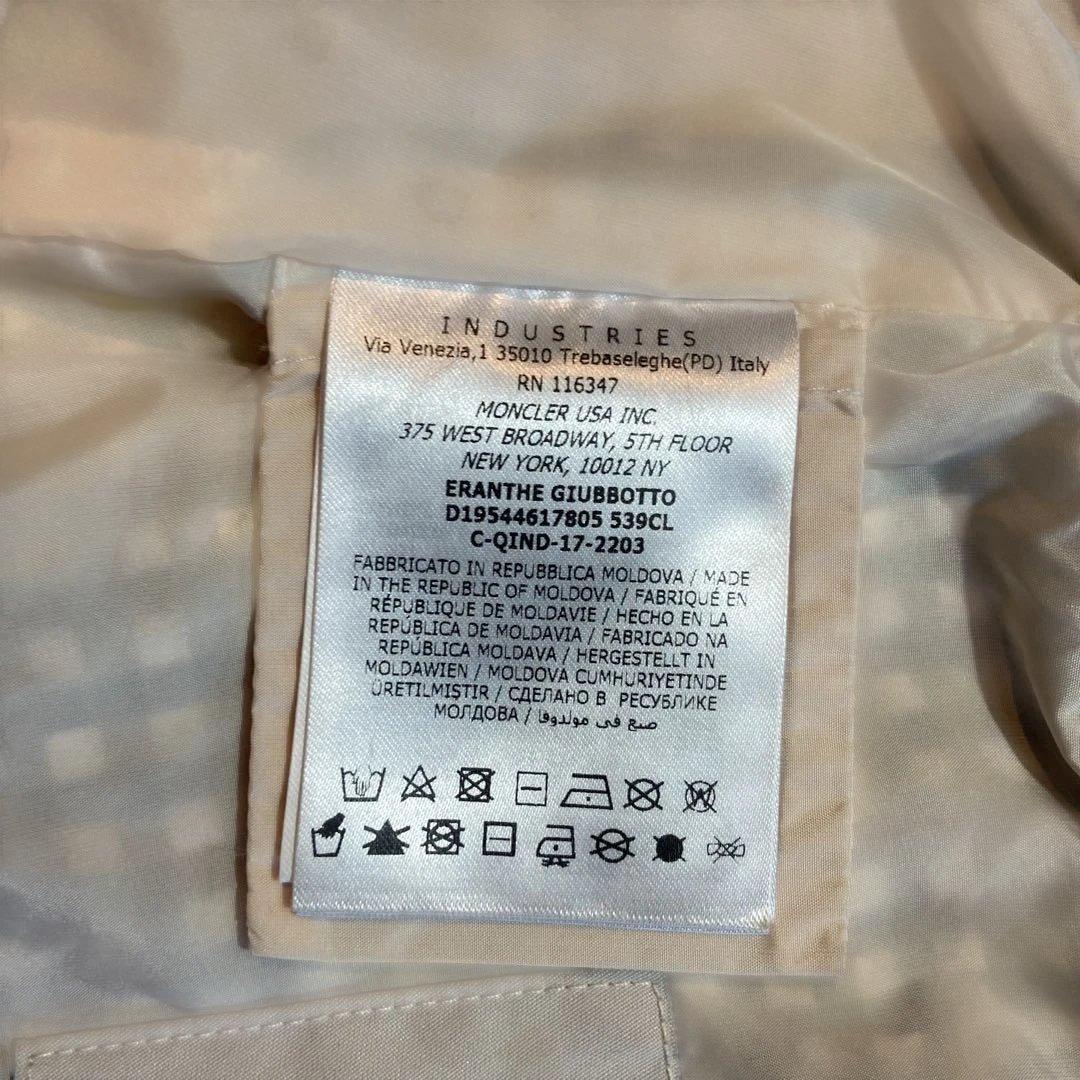 INDUSTRIES
Via Venezia,1 35010 Trebaseleghe(PD) Italy
RN 116347
MONCLER USA INC.
375 WEST BROADWAY, 5TH FLOOR
NEW YORK, 10012 NY
ERANTHE GIUBBOTTO
D19544617805 539CL
C-QIND-17-2203
FABBRICATO IN REPUBBLICA MOLDOVA / MADE
IN THE REPUBLIC OF MOLDOVA / FABRIQUÉ EN
RÉPUBLIQUE DE MOLDAVIE / HECHO EN LA
REPÚBLICA DE MOLDAVIA / FABRICADO NA
REPÚBLICA MOLDAVA / HERGESTELLT IN
MOLDAWIEN / MOLDOVA CUMHURIYETINDE
ÜRETILMIŞTIR / СДЕЛАНО В РЕСПУБЛИКЕ
МОЛДОВА / صنع في مولدوفا